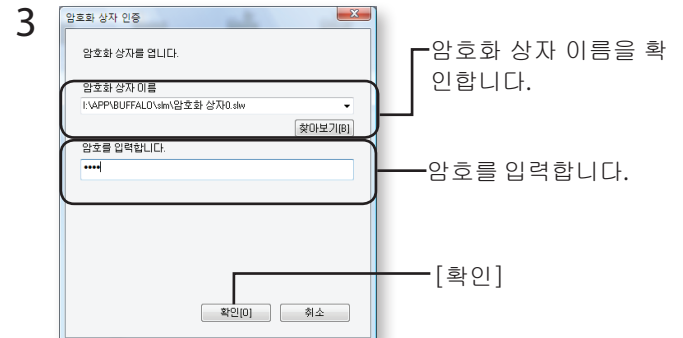 3
암호화 상자 인증
암호화 상자를 엽니다.
암호화 상자 이름
I:\APP\BUFFALO\slm\암호화 상자0.slw
찾아보기[B]
암호를 입력합니다.
••••
확인[O]
취소
암호화 상자 이름을 확
인합니다.
암호를 입력합니다.
[확인]